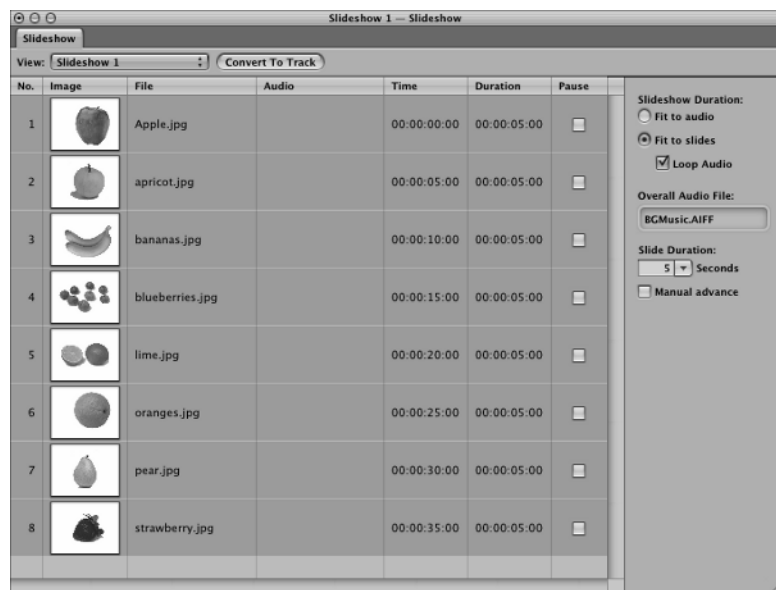 Slideshow 1 — Slideshow
Slideshow
View: Slideshow 1 Convert To Track
No. Image File Audio Time Duration Pause
1 Apple.jpg 00:00:00:00 00:00:05:00
2 apricot.jpg 00:00:05:00 00:00:05:00
3 bananas.jpg 00:00:10:00 00:00:05:00
4 blueberries.jpg 00:00:15:00 00:00:05:00
5 lime.jpg 00:00:20:00 00:00:05:00
6 oranges.jpg 00:00:25:00 00:00:05:00
7 pear.jpg 00:00:30:00 00:00:05:00
8 strawberry.jpg 00:00:35:00 00:00:05:00
Slideshow Duration:
Fit to audio
Fit to slides
Loop Audio
Overall Audio File:
BGMusic.AIFF
Slide Duration:
5 Seconds
Manual advance